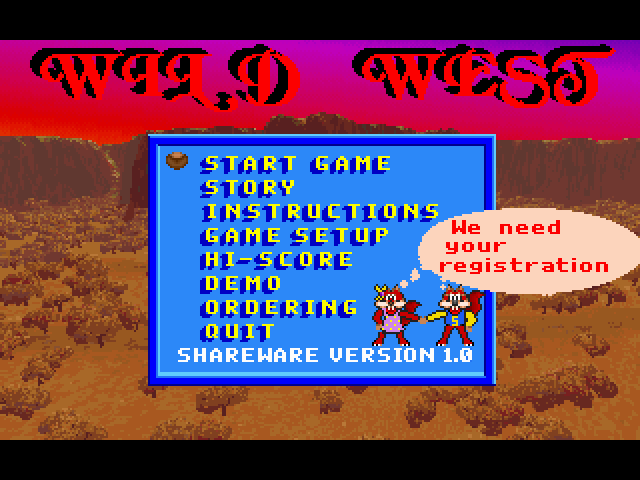 WILD WEST
START GAME
STORY
INSTRUCTIONS
GAME SETUP
HI-SCORE
DEMO
ORDERING
QUIT
SHAREWARE VERSION 1.0
We need
your
registration